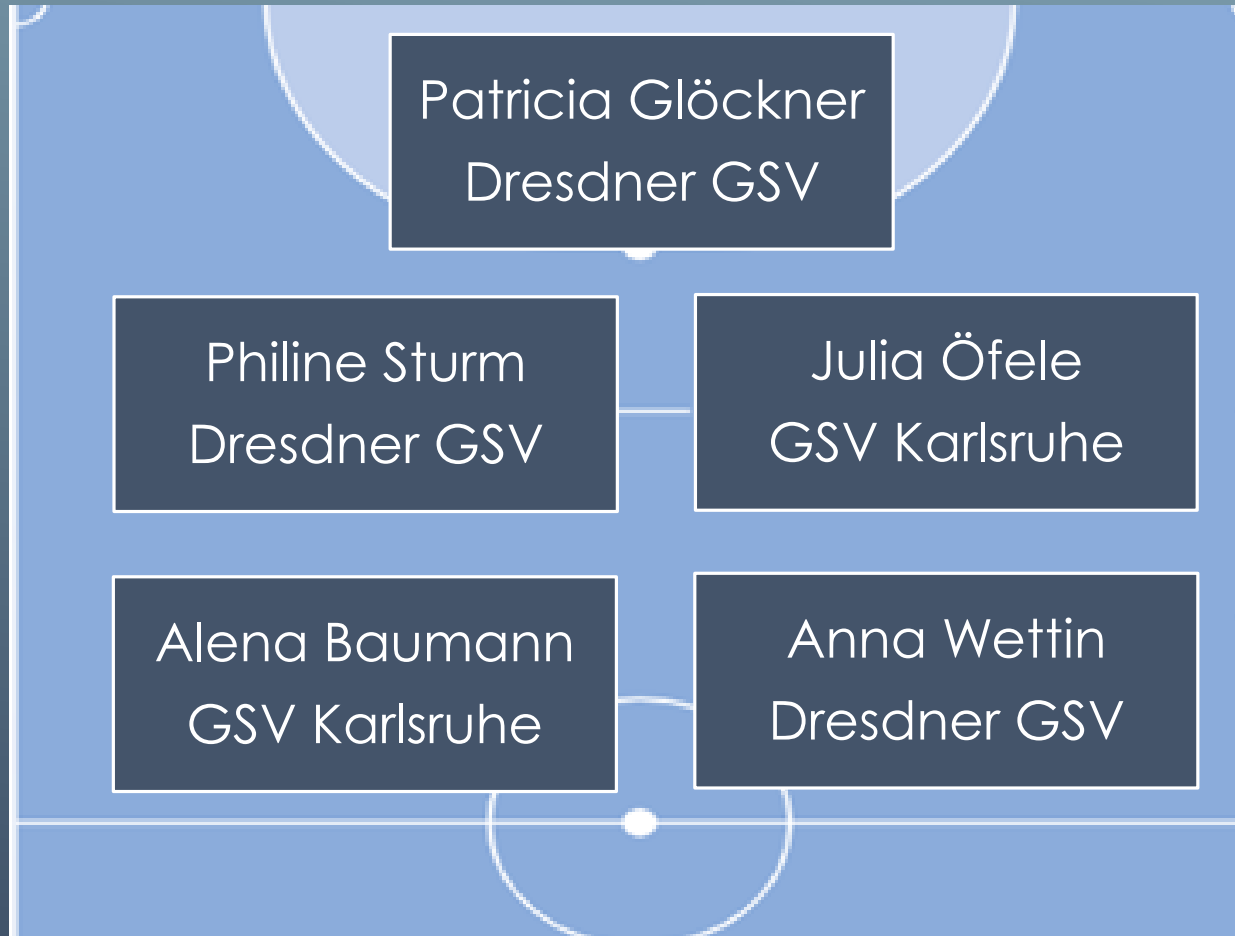 Patricia Glöckner
Dresdner GSV
Philine Sturm
Dresdner GSV
Julia Öfele
GSV Karlsruhe
Alena Baumann
GSV Karlsruhe
Anna Wettin
Dresdner GSV